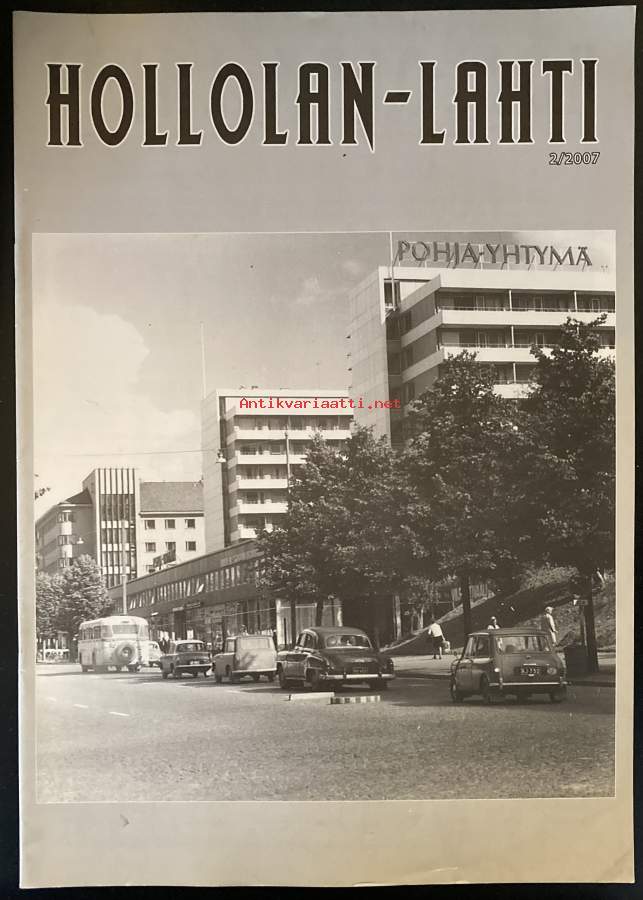 HOLLOLAN-LAHTI
2/2007
POHJA-YHTYMÄ
Antikvariaatti.net